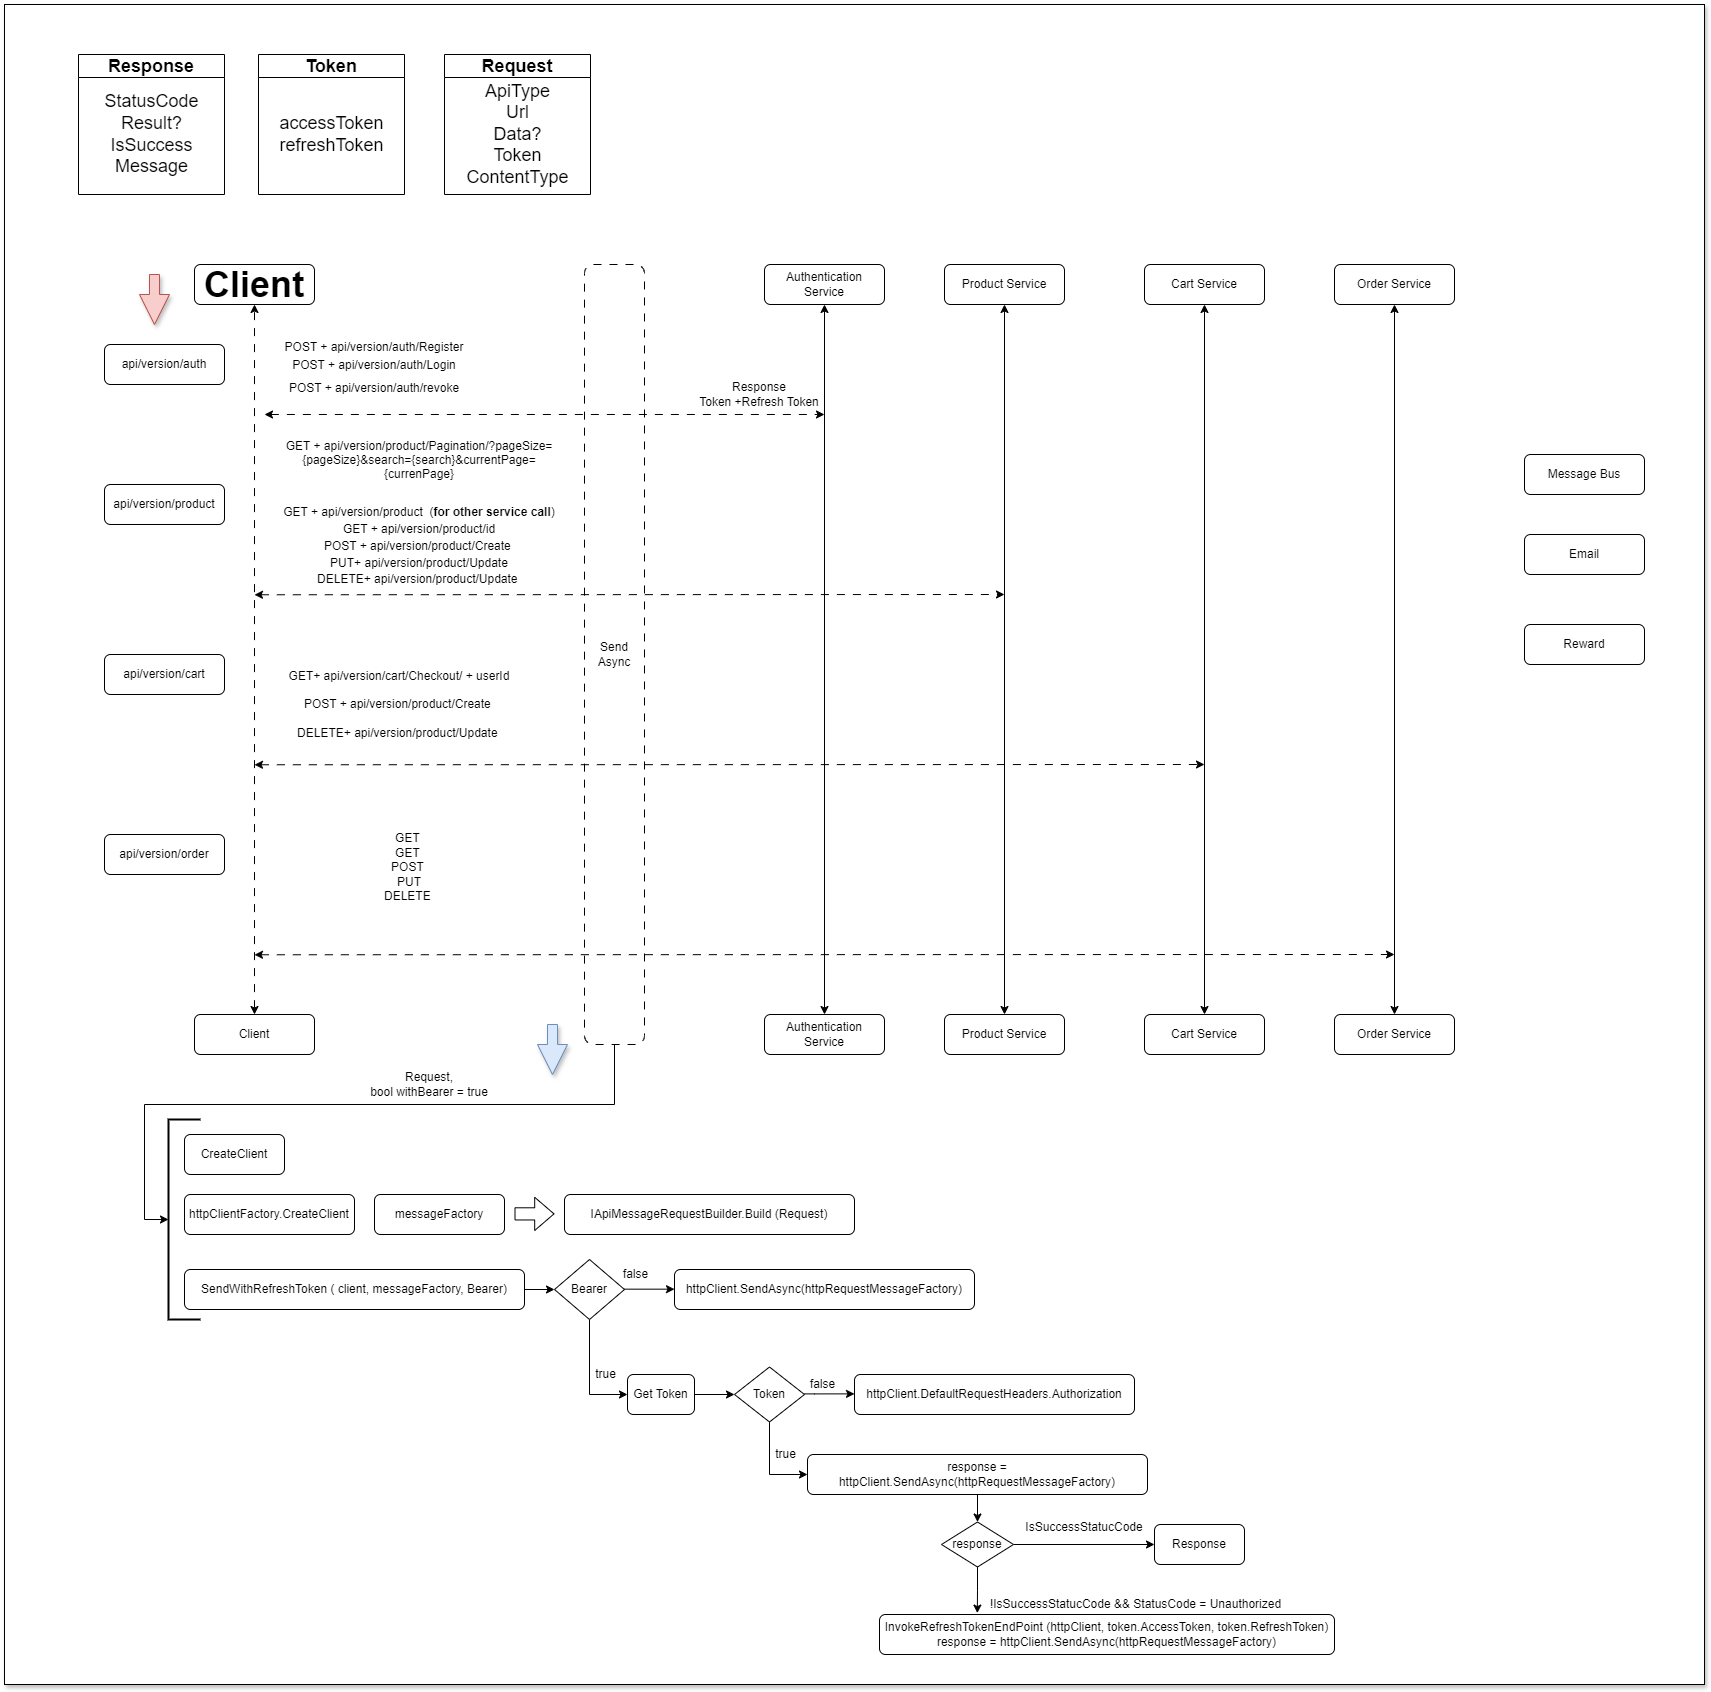 Response
StatusCode
Result?
IsSuccess
Message
Token
accessToken
refreshToken
Request
ApiType
Url
Data?
Token
ContentType
Client
Authentication
Service
Product Service
Cart Service
Order Service
api/version/auth
POST + api/version/auth/Register
POST + api/version/auth/Login
POST + api/version/auth/revoke
Response
Token +Refresh Token
api/version/product
GET + api/version/product/Pagination/?pageSize=
{pageSize}&search={search}&currentPage=
{currenPage}
GET + api/version/product (for other service call)
GET + api/version/product/id
POST + api/version/product/Create
PUT+ api/version/product/Update
DELETE+ api/version/product/Update
Message Bus
Email
Reward
Send
Async
api/version/cart
GET+ api/version/cart/Checkout/ + userId
POST + api/version/product/Create
DELETE+ api/version/product/Update
api/version/order
GET
GET
POST
PUT
DELETE
Client
Authentication
Service
Product Service
Cart Service
Order Service
Request,
bool withBearer = true
CreateClient
httpClientFactory.CreateClient
messageFactory
IApiMessageRequestBuilder.Build (Request)
SendWithRefreshToken ( client, messageFactory, Bearer)
Bearer
false
httpClient.SendAsync(httpRequestMessageFactory)
true
Get Token
Token
false
httpClient.DefaultRequestHeaders.Authorization
true
response =
httpClient.SendAsync(httpRequestMessageFactory)
response
IsSuccessStatucCode
Response
!IsSuccessStatucCode && StatusCode = Unauthorized
InvokeRefreshTokenEndPoint (httpClient, token.AccessToken, token.RefreshToken)
response = httpClient.SendAsync(httpRequestMessageFactory)